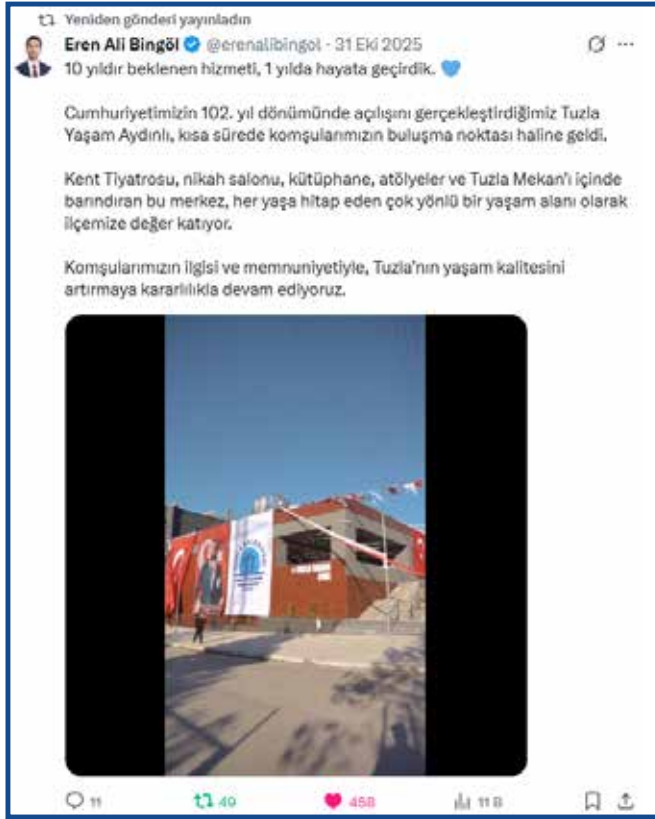 Yeniden gönderi yayınladın
Eren Ali Bingöl @erenalibingol · 31 Eki 2025
10 yıldır beklenen hizmeti, 1 yılda hayata geçirdik. 💙
Cumhuriyetimizin 102. yıl dönümünde açılışını gerçekleştirdiğimiz Tuzla
Yaşam Aydınlı, kısa sürede komşularımızın buluşma noktası haline geldi.
Kent Tiyatrosu, nikah salonu, kütüphane, atölyeler ve Tuzla Mekan'ı içinde
barındıran bu merkez, her yaşa hitap eden çok yönlü bir yaşam alanı olarak
ilçemize değer katıyor.
Komşularımızın ilgisi ve memnuniyetiyle, Tuzla'nın yaşam kalitesini
artırmaya kararlılıkla devam ediyoruz.
11 49 458 11 B